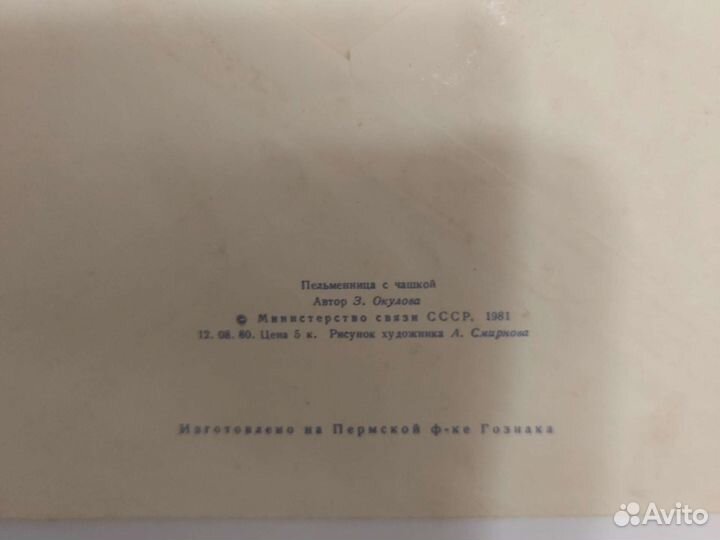 Пельменница с чашкой
Автор З. Окулова
© Министерство связи СССР, 1981
12. 08. 80. Цена 5 к. Рисунок художника А. Смирнова
Изготовлено на Пермской ф-ке Гознака
Avito